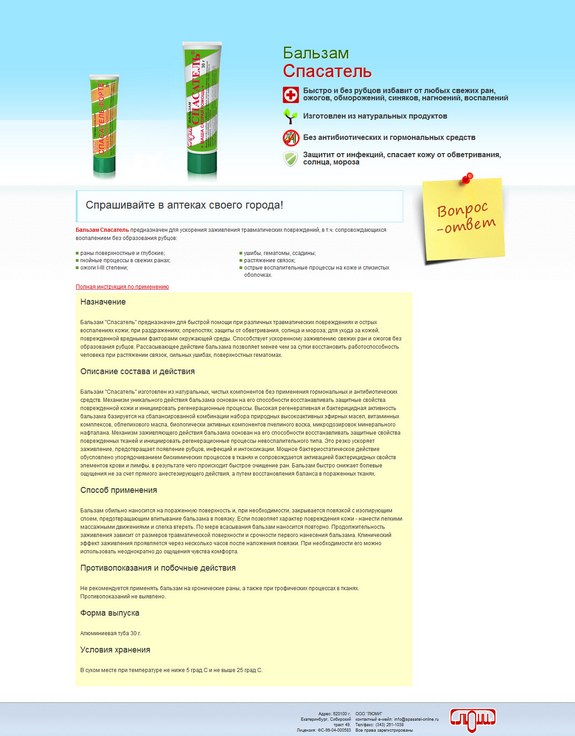 Бальзам
Спасатель
СПАСАТЕЛЬ ФОРТЕ
СПАСАТЕЛЬ
Быстро и без рубцов избавит от любых свежих ран,
ожогов, обморожений, синяков, нагноений, воспалений
Изготовлен из натуральных продуктов
Без антибиотических и гормональных средств
Защитит от инфекций, спасает кожу от обветривания,
солнца, мороза
Спрашивайте в аптеках своего города!
Вопрос
-ответ
Бальзам Спасатель предназначен для ускорения заживления травматических повреждений, в т.ч. сопровождающихся
воспалением без образования рубцов:
раны поверхностные и глубокие;
гнойные процессы в свежих ранах;
ожоги I-III степени;
ушибы, гематомы, ссадины;
растяжение связок;
острые воспалительные процессы на коже и слизистых
оболочках.
Полная инструкция по применению
Назначение
Бальзам "Спасатель" предназначен для быстрой помощи при различных травматических повреждениях и острых
воспалениях кожи; при раздражениях; опрелостях; защиты от обветривания, солнца и мороза; для ухода за кожей,
поврежденной вредными факторами окружающей среды. Способствует ускоренному заживлению свежих ран и ожогов без
образования рубцов. Рассасывающее действие бальзама позволяет менее чем за сутки восстановить работоспособность
человека при растяжении связок, сильных ушибах, поверхностных гематомах.
Описание состава и действия
Бальзам "Спасатель" изготовлен из натуральных, чистых компонентов без применения гормональных и антибиотических
средств. Механизм уникального действия бальзама основан на его способности восстанавливать защитные свойства
поврежденной кожи и инициировать регенерационные процессы. Высокая регенеративная и бактерицидная активность
бальзама базируется на сбалансированной комбинации набора природных высокоактивных эфирных масел, витаминных
комплексов, облепихового масла, биологически активных компонентов пчелиного воска, микродозировок минерального
нафталана. Механизм заживляющего действия бальзама основан на его способности восстанавливать защитные свойства
поврежденных тканей и инициировать регенерационные процессы невоспалительного типа. Это резко ускоряет
заживление, предотвращает появление рубцов, инфекций и интоксикации. Мощное бактериостатическое действие
обусловлено упорядочиванием биохимических процессов в тканях и сопровождается активацией бактерицидных свойств
элементов крови и лимфы, в результате чего происходит быстрое очищение ран. Бальзам быстро снижает болевые
ощущения не за счет прямого анестезирующего действия, а путем восстановления баланса в пораженных тканях.
Способ применения
Бальзам обильно наносится на пораженную поверхность и, при необходимости, закрывается повязкой с изолирующим
слоем, предотвращающим впитывание бальзама в повязку. Если позволяет характер повреждения кожи - нанести легкими
массажными движениями и слегка втереть. По мере всасывания бальзам наносится повторно. Продолжительность
заживления зависит от размеров травматической поверхности и срочности первого нанесения бальзама. Клинический
эффект заживления проявляется через несколько часов после наложения повязки. При необходимости его можно
использовать неоднократно до ощущения чувства комфорта.
Противопоказания и побочные действия
Не рекомендуется применять бальзам на хронические раны, а также при трофических процессах в тканях.
Противопоказаний не выявлено.
Форма выпуска
Алюминиевая туба 30 г.
Условия хранения
В сухом месте при температуре не ниже 5 град.С и не выше 25 град.С.
Адрес: 620100 г.
Екатеринбург, Сибирский
тракт 49.
Лицензия: ФС-99-04-000563
ООО "ЛЮМИ"
контактный e-мейл: info@spasatel-online.ru
Тел/факс: (343) 261-1038
Все права зарегистрированы